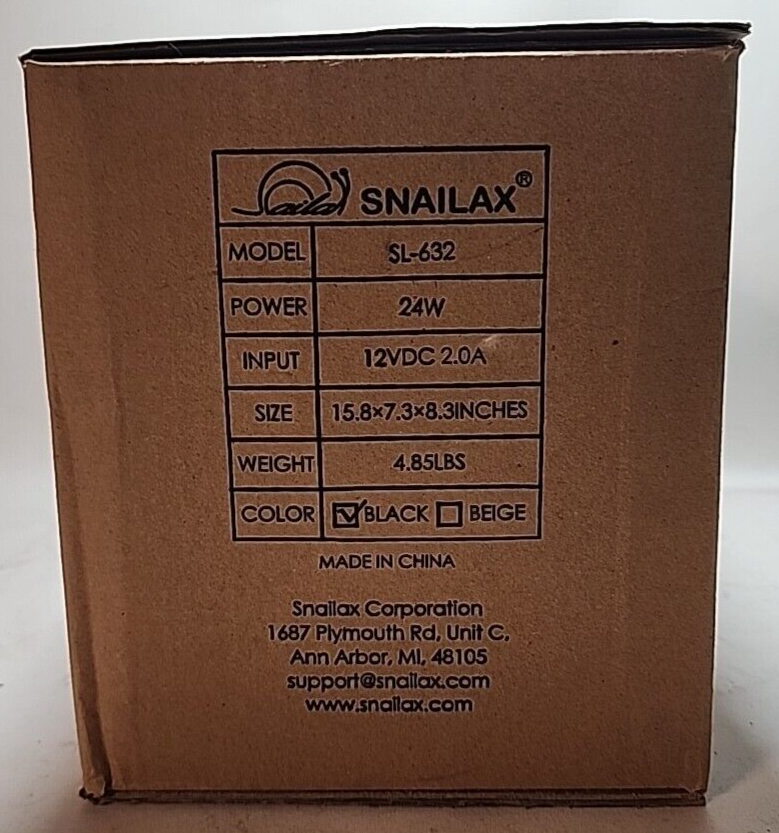 Snailax SNAILAX®
MODEL SL-632
POWER 24W
INPUT 12VDC 2.0A
SIZE 15.8×7.3×8.3INCHES
WEIGHT 4.85LBS
COLOR ☑BLACK ☐BEIGE
MADE IN CHINA
Snailax Corporation
1687 Plymouth Rd, Unit C,
Ann Arbor, MI, 48105
support@snailax.com
www.snailax.com